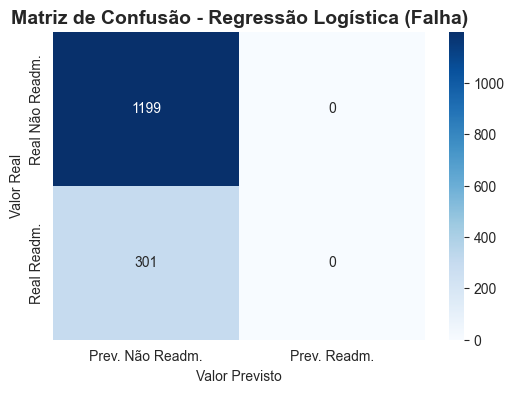 Matriz de Confusão - Regressão Logística (Falha)
Valor Real
Real Não Readm.
1199
0
Real Readm.
301
0
Prev. Não Readm.
Prev. Readm.
Valor Previsto
1000
800
600
400
200
0